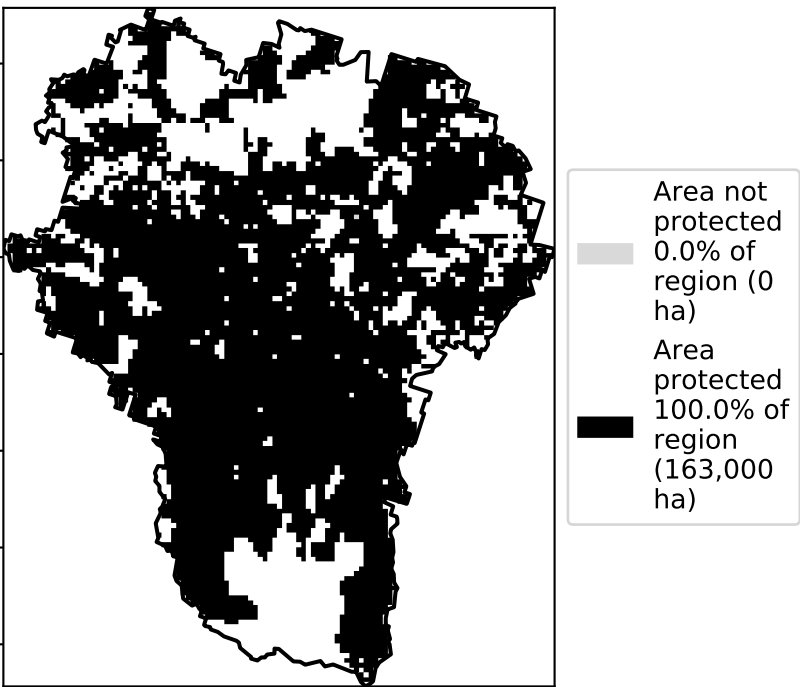 Area not
protected
0.0% of
region (0
ha)
Area
protected
100.0% of
region
(163,000
ha)